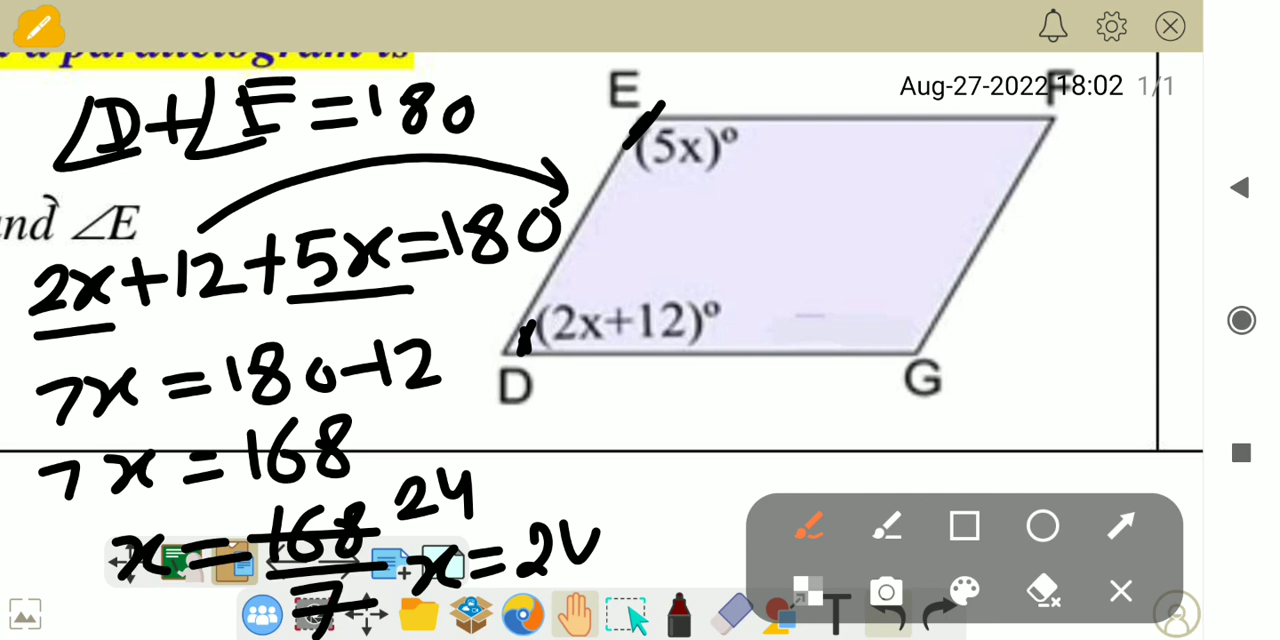 a parallelogram is
Aug-27-2022 18:02 1/1
E F
∠D+∠E=180
(5x)º
and ∠E
2x+12+5x=180
(2x+12)º
7x=180-12
D G
7x=168
x=168/7 24 x=24
T